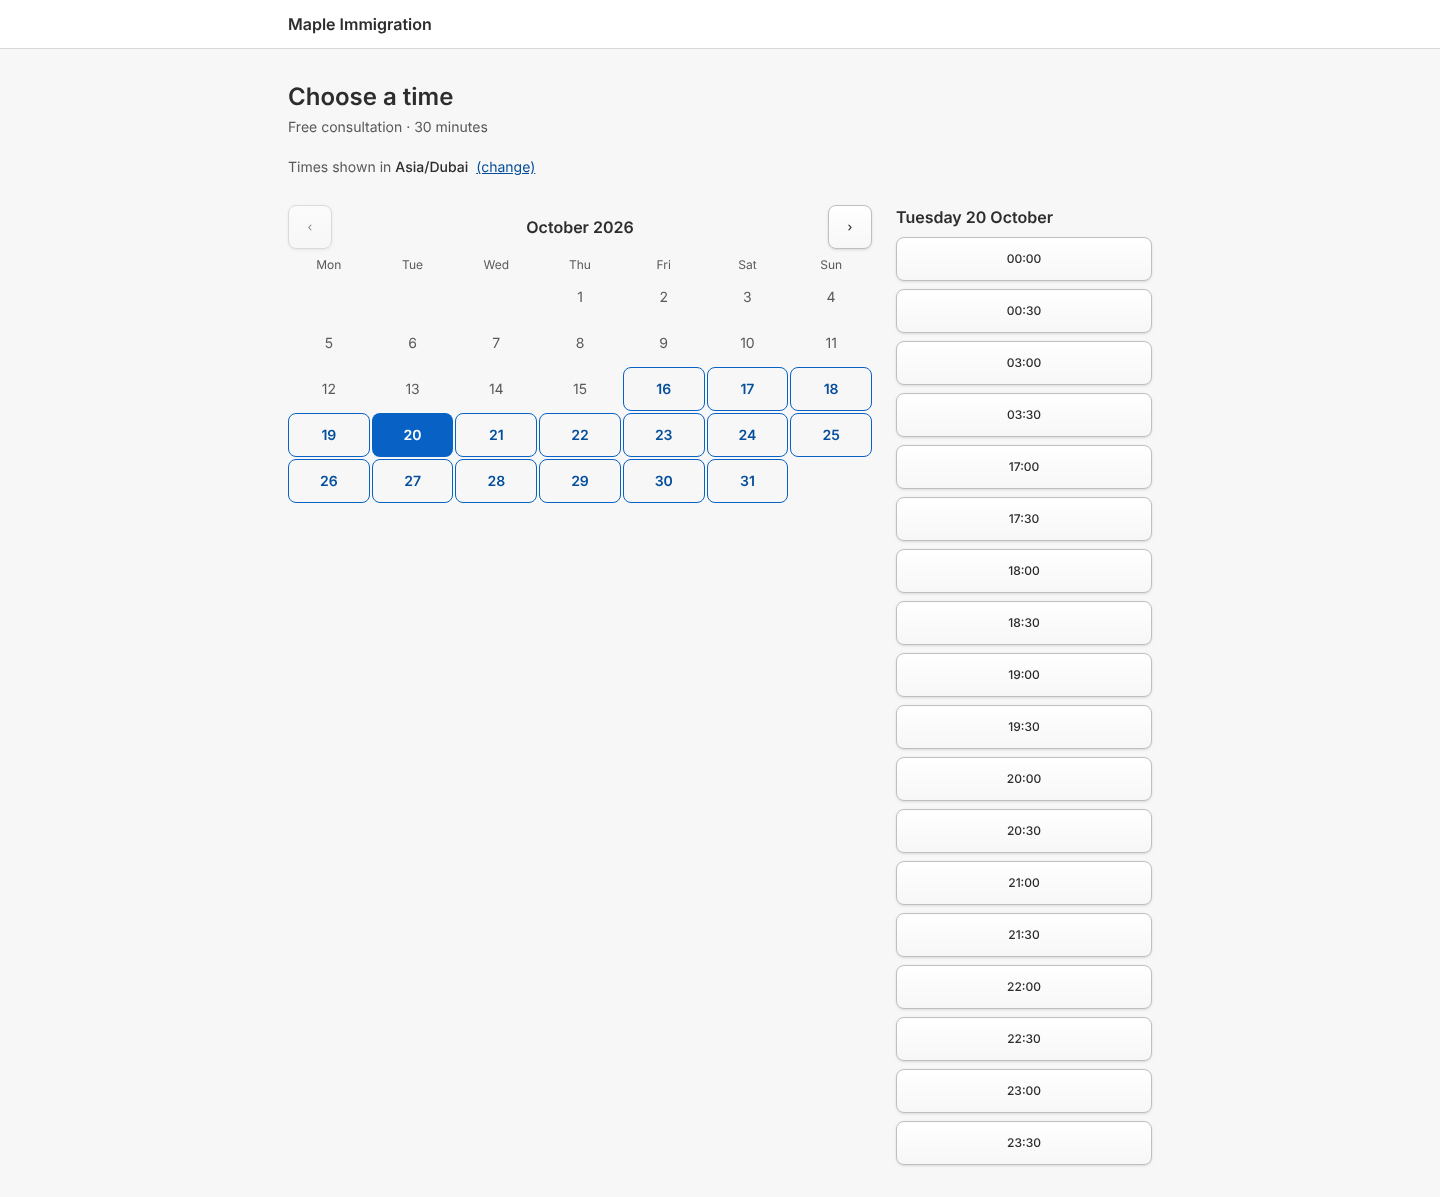 Maple Immigration
Choose a time
Free consultation · 30 minutes
Times shown in Asia/Dubai (change)
‹ October 2026 ›
Mon Tue Wed Thu Fri Sat Sun
1 2 3 4
5 6 7 8 9 10 11
12 13 14 15 16 17 18
19 20 21 22 23 24 25
26 27 28 29 30 31
Tuesday 20 October
00:00
00:30
03:00
03:30
17:00
17:30
18:00
18:30
19:00
19:30
20:00
20:30
21:00
21:30
22:00
22:30
23:00
23:30